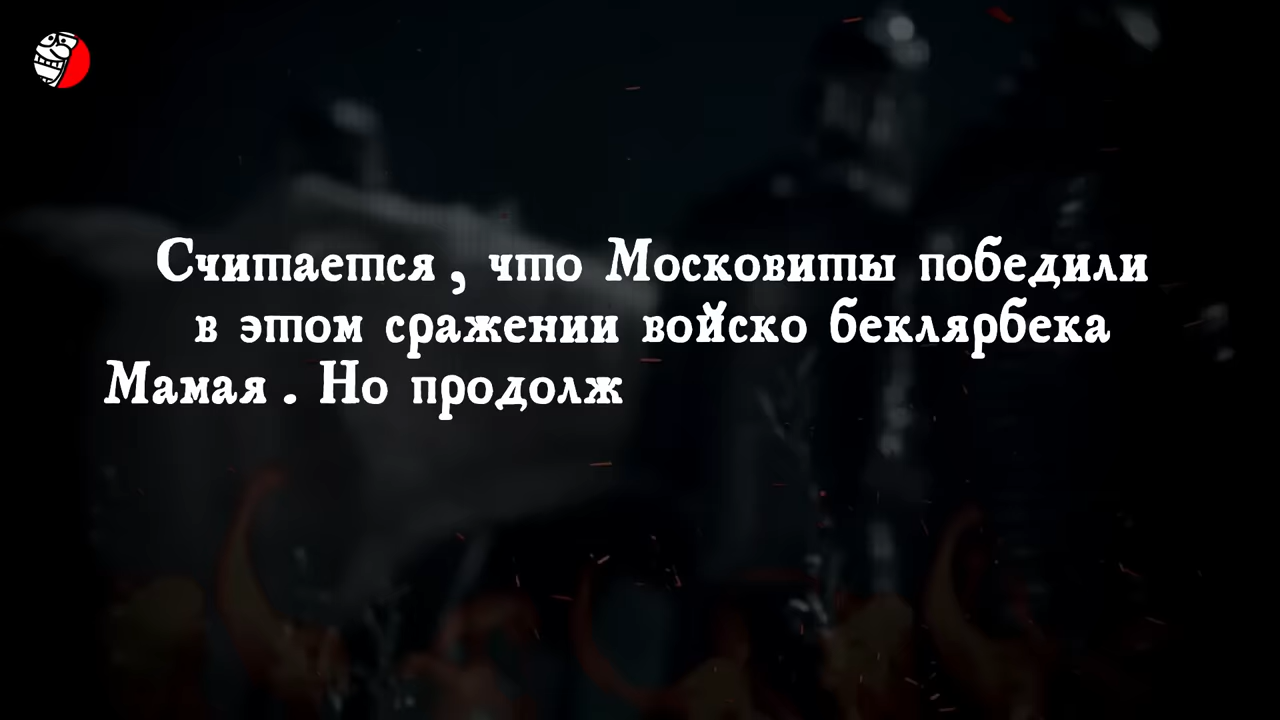 Считается, что Московиты победили
в этом сражении войско беклярбека
Мамая. Но продолж